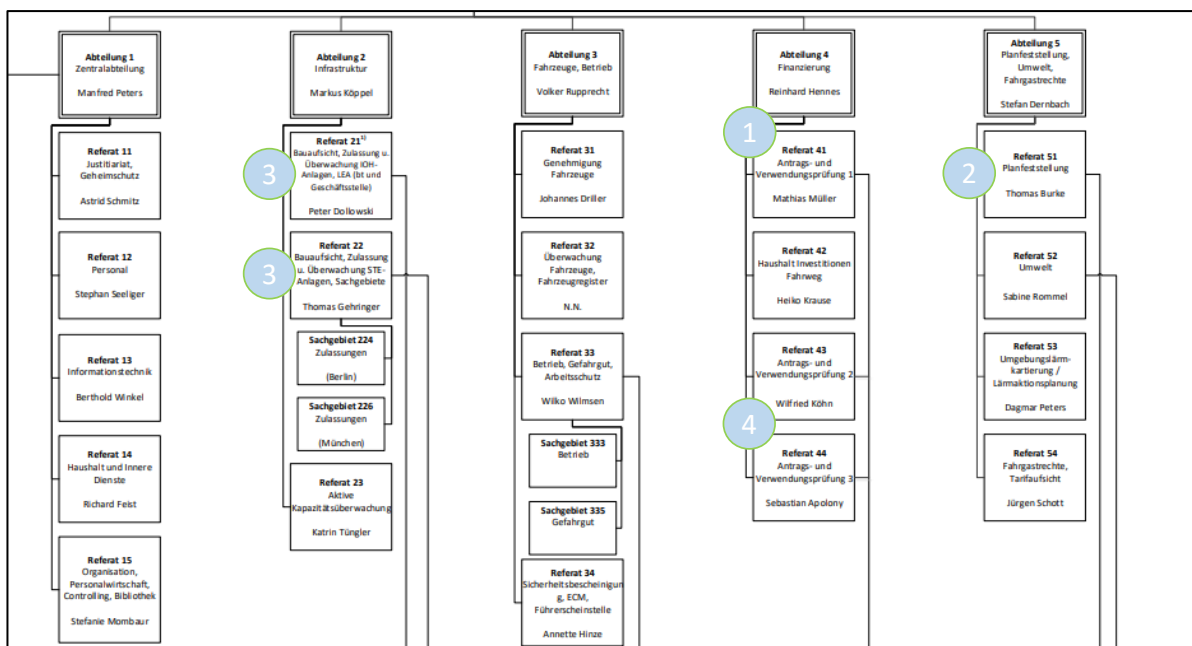 Abteilung 1
Zentralabteilung
Manfred Peters
Referat 11
Justitiariat,
Geheimschutz
Astrid Schmitz
Referat 12
Personal
Stephan Seeliger
Referat 13
Informationstechnik
Berthold Winkel
Referat 14
Haushalt und Innere
Dienste
Richard Feist
Referat 15
Organisation,
Personalwirtschaft,
Controlling, Bibliothek
Stefanie Mombaur
Abteilung 2
Infrastruktur
Markus Köppel
3
Referat 21
Bauaufsicht, Zulassung u.
Überwachung IOH-
Anlagen, LEA (bt und
Geschäftsstelle)
Peter Dollowski
3
Referat 22
Bauaufsicht, Zulassung
u. Überwachung STE-
Anlagen, Sachgebiete
Thomas Gehringer
Sachgebiet 224
Zulassungen
(Berlin)
Sachgebiet 226
Zulassungen
(München)
Referat 23
Aktive
Kapazitätsüberwachung
Katrin Tüngler
Abteilung 3
Fahrzeuge, Betrieb
Volker Rupprecht
Referat 31
Genehmigung
Fahrzeuge
Johannes Driller
Referat 32
Überwachung
Fahrzeuge,
Fahrzeugregister
N.N.
Referat 33
Betrieb, Gefahrgut,
Arbeitsschutz
Wilko Wilmsen
Sachgebiet 333
Betrieb
Sachgebiet 335
Gefahrgut
Referat 34
Sicherheitsbescheinigun
g, ECM,
Führerscheinstelle
Annette Hinze
Abteilung 4
Finanzierung
Reinhard Hennes
1
Referat 41
Antrags- und
Verwendungsprüfung 1
Mathias Müller
Referat 42
Haushalt Investitionen
Fahrweg
Heiko Krause
Referat 43
Antrags- und
Verwendungsprüfung 2
Wilfried Köhn
4
Referat 44
Antrags- und
Verwendungsprüfung 3
Sebastian Apolony
Abteilung 5
Planfeststellung,
Umwelt,
Fahrgastrechte
Stefan Dernbach
2
Referat 51
Planfeststellung
Thomas Burke
Referat 52
Umwelt
Sabine Rommel
Referat 53
Umgebungslärm-
kartierung /
Lärmaktionsplanung
Dagmar Peters
Referat 54
Fahrgastrechte,
Tarifaufsicht
Jürgen Schott